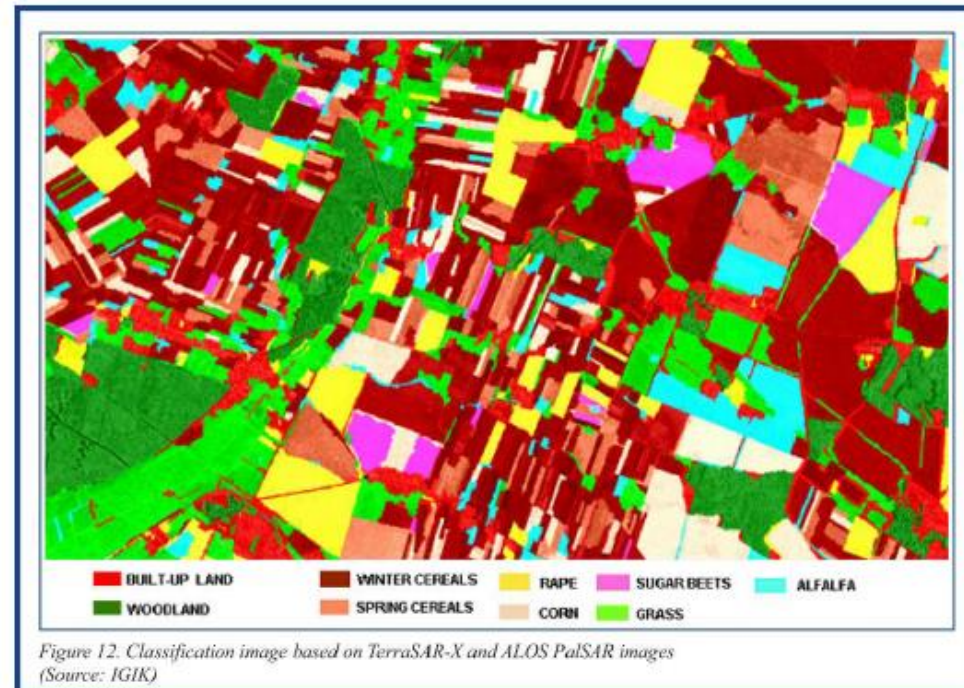 BUILT-UP LAND WINTER CEREALS RAPE SUGAR BEETS ALFALFA
WOODLAND SPRING CEREALS CORN GRASS
Figure 12. Classification image based on TerraSAR-X and ALOS PalSAR images
(Source: IGIK)